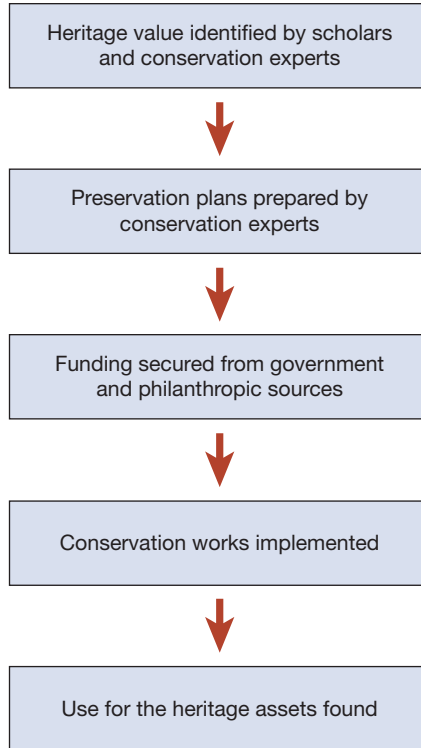 Heritage value identified by scholars
and conservation experts
Preservation plans prepared by
conservation experts
Funding secured from government
and philanthropic sources
Conservation works implemented
Use for the heritage assets found